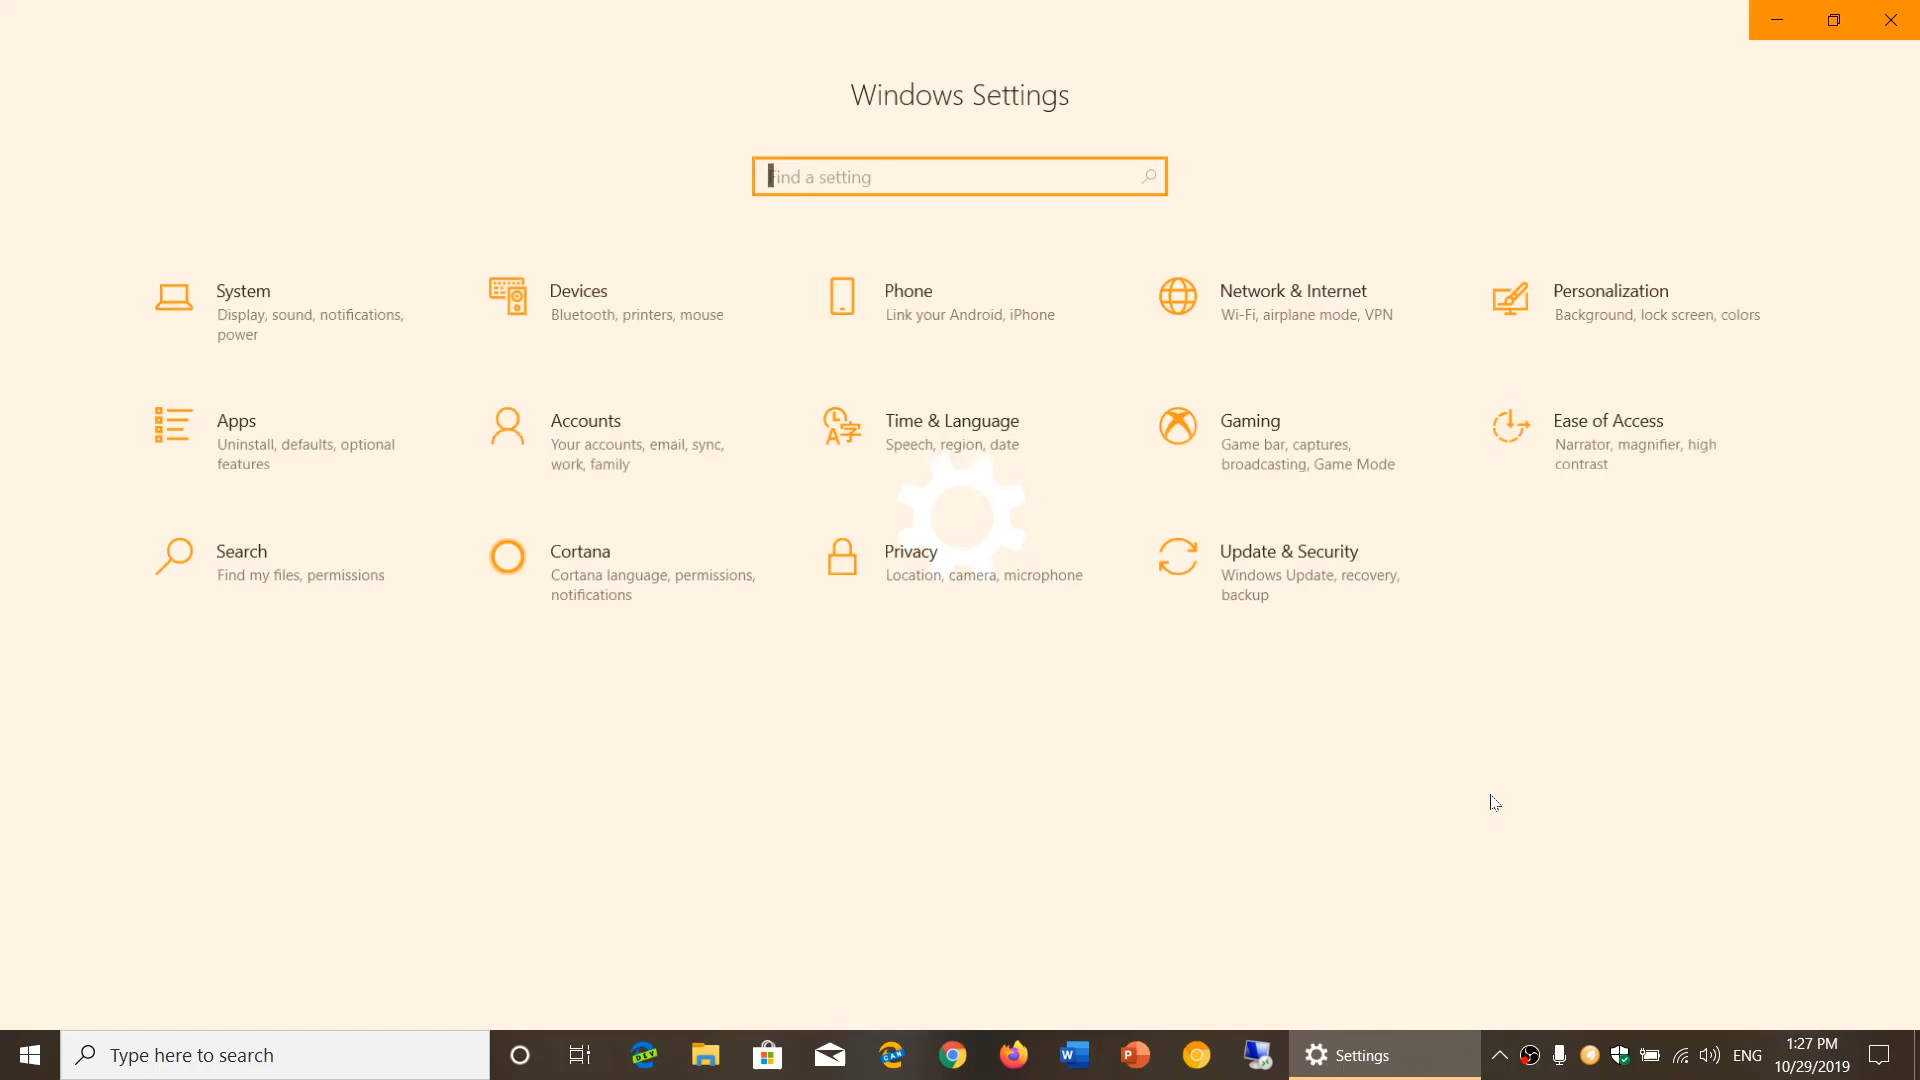 Windows Settings
Find a setting
System
Display, sound, notifications,
power
Devices
Bluetooth, printers, mouse
Phone
Link your Android, iPhone
Network & Internet
Wi-Fi, airplane mode, VPN
Personalization
Background, lock screen, colors
Apps
Uninstall, defaults, optional
features
Accounts
Your accounts, email, sync,
work, family
Time & Language
Speech, region, date
Gaming
Game bar, captures,
broadcasting, Game Mode
Ease of Access
Narrator, magnifier, high
contrast
Search
Find my files, permissions
Cortana
Cortana language, permissions,
notifications
Privacy
Location, camera, microphone
Update & Security
Windows Update, recovery,
backup
Type here to search
DEV
CAN
W
P
Settings
ENG
1:27 PM
10/29/2019